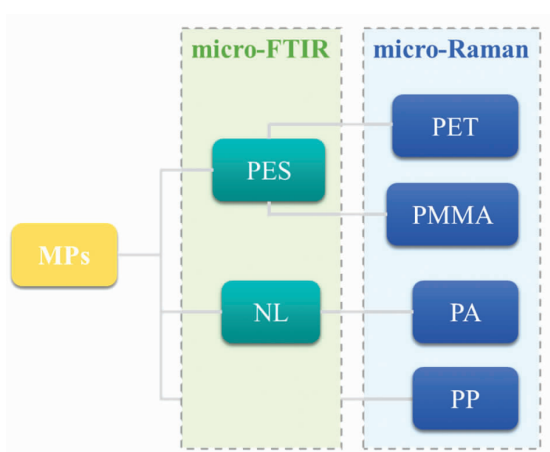 micro-FTIR
micro-Raman
PET
PES
PMMA
MPs
NL
PA
PP